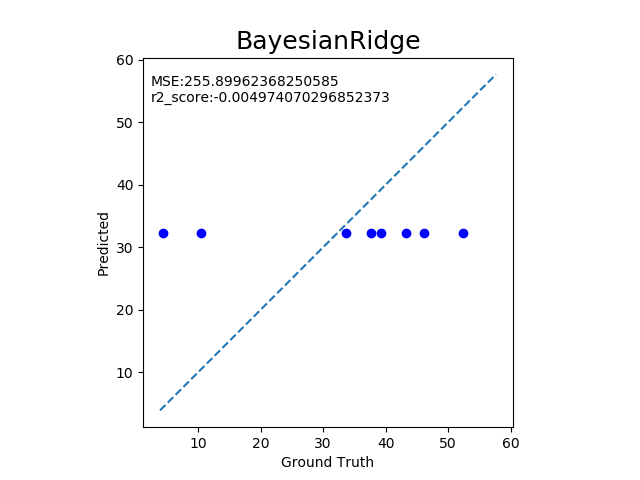 BayesianRidge
MSE:255.89962368250585
r2_score:-0.004974070296852373
60
50
40
30
20
10
Predicted
10 20 30 40 50 60
Ground Truth